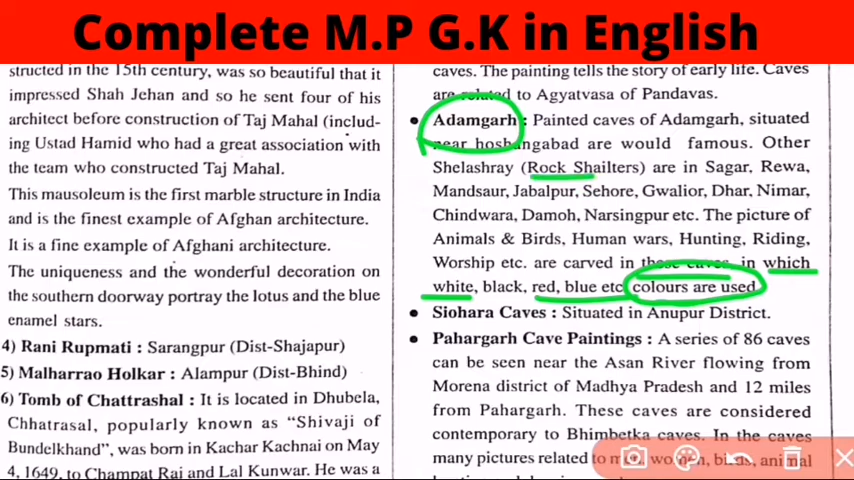 Complete M.P G.K in English
structed in the 15th century, was so beautiful that it
impressed Shah Jehan and so he sent four of his
architect before construction of Taj Mahal (includ-
ing Ustad Hamid who had a great association with
the team who constructed Taj Mahal.
This mausoleum is the first marble structure in India
and is the finest example of Afghan architecture.
It is a fine example of Afghani architecture.
The uniqueness and the wonderful decoration on
the southern doorway portray the lotus and the blue
enamel stars.
4) Rani Rupmati : Sarangpur (Dist-Shajapur)
5) Malharrao Holkar : Alampur (Dist-Bhind)
6) Tomb of Chattrashal : It is located in Dhubela,
Chhatrasal, popularly known as "Shivaji of
Bundelkhand", was born in Kachar Kachnai on May
4, 1649, to Champat Rai and Lal Kunwar. He was a
caves. The painting tells the story of early life. Caves
are related to Agyatvasa of Pandavas.
• Adamgarh : Painted caves of Adamgarh, situated
near hoshangabad are would famous. Other
Shelashray (Rock Shailters) are in Sagar, Rewa,
Mandsaur, Jabalpur, Sehore, Gwalior, Dhar, Nimar,
Chindwara, Damoh, Narsingpur etc. The picture of
Animals & Birds, Human wars, Hunting, Riding,
Worship etc. are carved in these caves, in which
white, black, red, blue etc colours are used.
• Siohara Caves : Situated in Anupur District.
• Pahargarh Cave Paintings : A series of 86 caves
can be seen near the Asan River flowing from
Morena district of Madhya Pradesh and 12 miles
from Pahargarh. These caves are considered
contemporary to Bhimbetka caves. In the caves
many pictures related to men, women, birds, animal